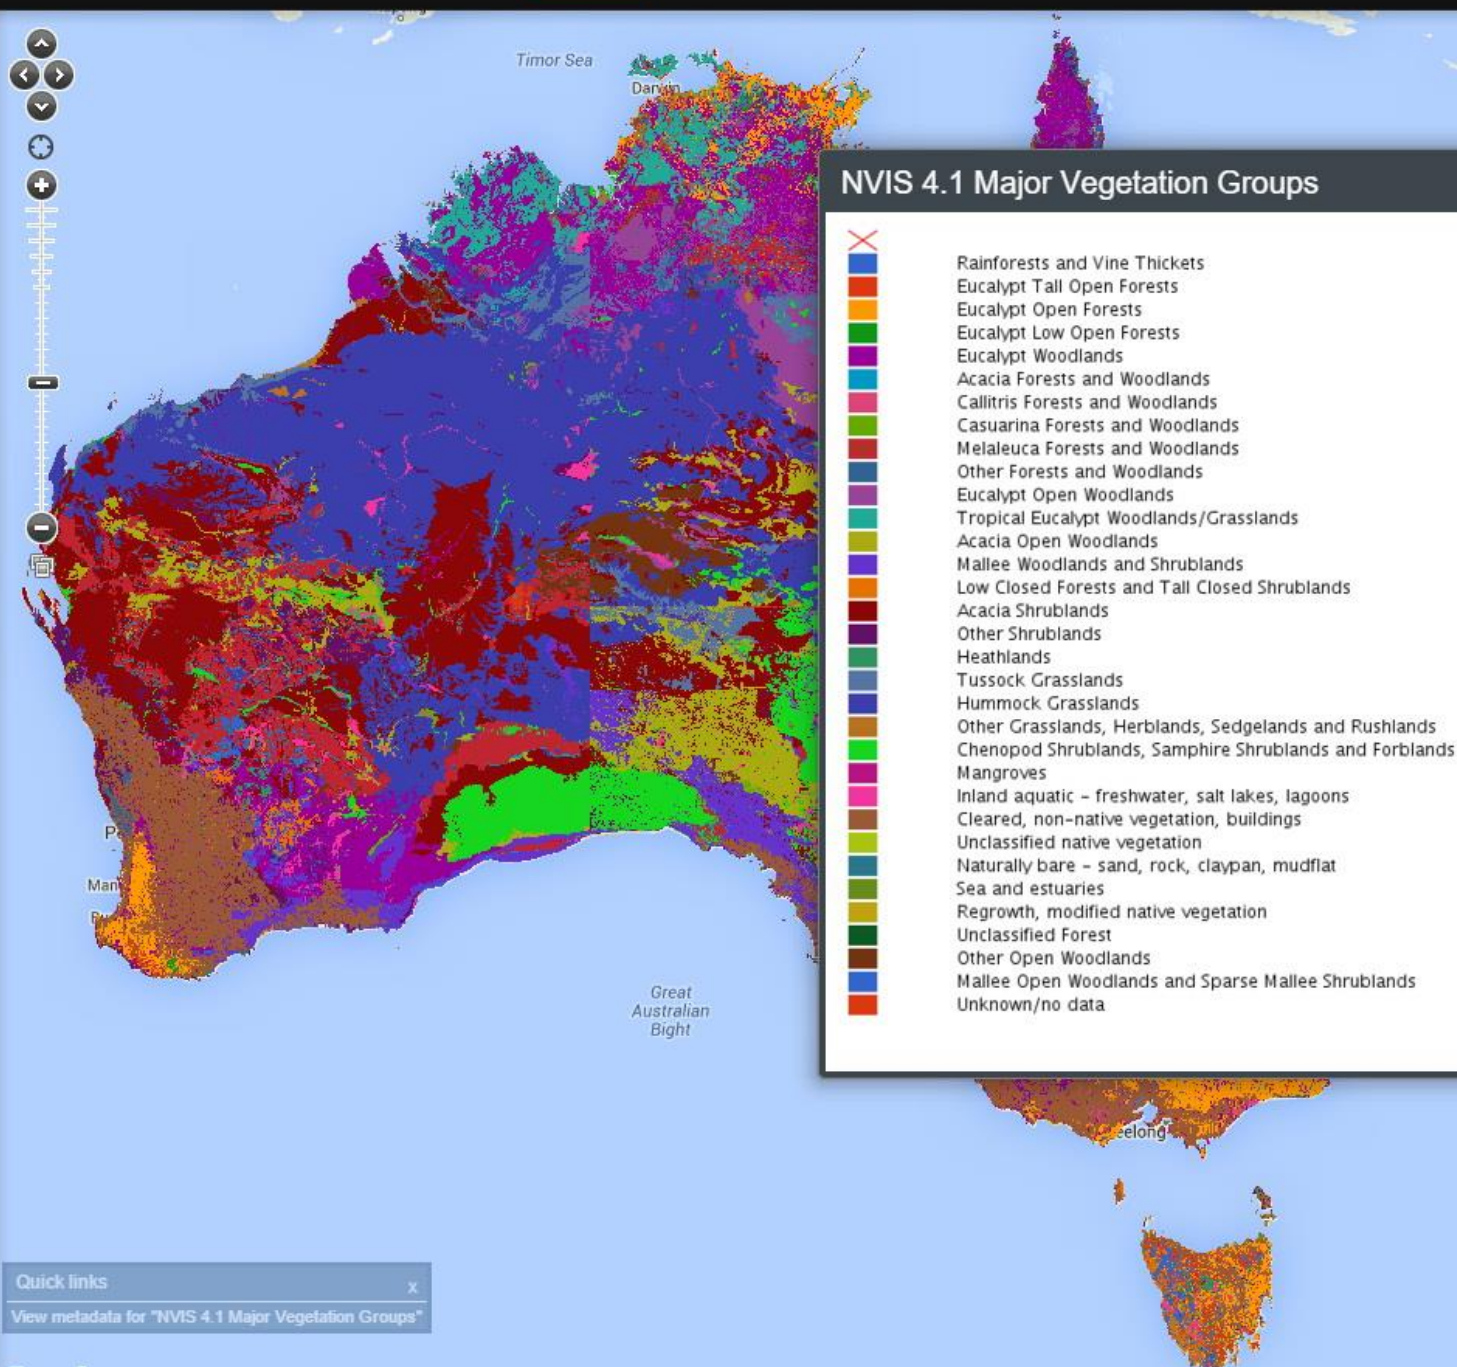 Timor Sea
Darwin
NVIS 4.1 Major Vegetation Groups
Rainforests and Vine Thickets
Eucalypt Tall Open Forests
Eucalypt Open Forests
Eucalypt Low Open Forests
Eucalypt Woodlands
Acacia Forests and Woodlands
Callitris Forests and Woodlands
Casuarina Forests and Woodlands
Melaleuca Forests and Woodlands
Other Forests and Woodlands
Eucalypt Open Woodlands
Tropical Eucalypt Woodlands/Grasslands
Acacia Open Woodlands
Mallee Woodlands and Shrublands
Low Closed Forests and Tall Closed Shrublands
Acacia Shrublands
Other Shrublands
Heathlands
Tussock Grasslands
Hummock Grasslands
Other Grasslands, Herblands, Sedgelands and Rushlands
Chenopod Shrublands, Samphire Shrublands and Forblands
Mangroves
Inland aquatic - freshwater, salt lakes, lagoons
Cleared, non-native vegetation, buildings
Unclassified native vegetation
Naturally bare - sand, rock, claypan, mudflat
Sea and estuaries
Regrowth, modified native vegetation
Unclassified Forest
Other Open Woodlands
Mallee Open Woodlands and Sparse Mallee Shrublands
Unknown/no data
Man
Great
Australian
Bight
eelong
Quick links
x
View metadata for "NVIS 4.1 Major Vegetation Groups"